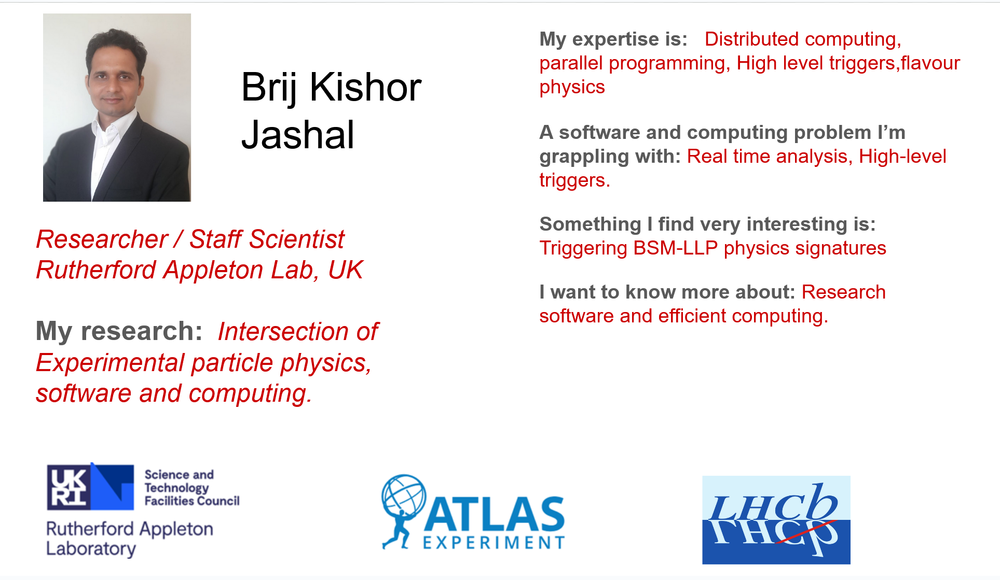 Brij Kishor
Jashal
Researcher / Staff Scientist
Rutherford Appleton Lab, UK
My research: Intersection of
Experimental particle physics,
software and computing.
My expertise is: Distributed computing,
parallel programming, High level triggers,flavour
physics
A software and computing problem I’m
grappling with: Real time analysis, High-level
triggers.
Something I find very interesting is:
Triggering BSM-LLP physics signatures
I want to know more about: Research
software and efficient computing.
UK
RI
Science and
Technology
Facilities Council
Rutherford Appleton
Laboratory
ATLAS
EXPERIMENT
LHCb
LHCb